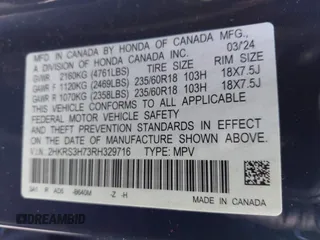 MFD. IN CANADA BY HONDA OF CANADA MFG.,
A DIVISION OF HONDA CANADA INC. 03/24
TIRE SIZE RIM SIZE
GVWR 2160KG (4761LBS)
GAWR F 1120KG (2469LBS) 235/60R18 103H 18X7.5J
GAWR R 1070KG (2358LBS) 235/60R18 103H 18X7.5J
THIS VEHICLE CONFORMS TO ALL APPLICABLE
FEDERAL MOTOR VEHICLE SAFETY AND
THEFT PREVENTION STANDARDS IN EFFECT ON
THE DATE OF MANUFACTURE SHOWN ABOVE.
V.I.N.: 2HKRS3H73RH329716 TYPE: MPV
-Z -H
DREAMBID